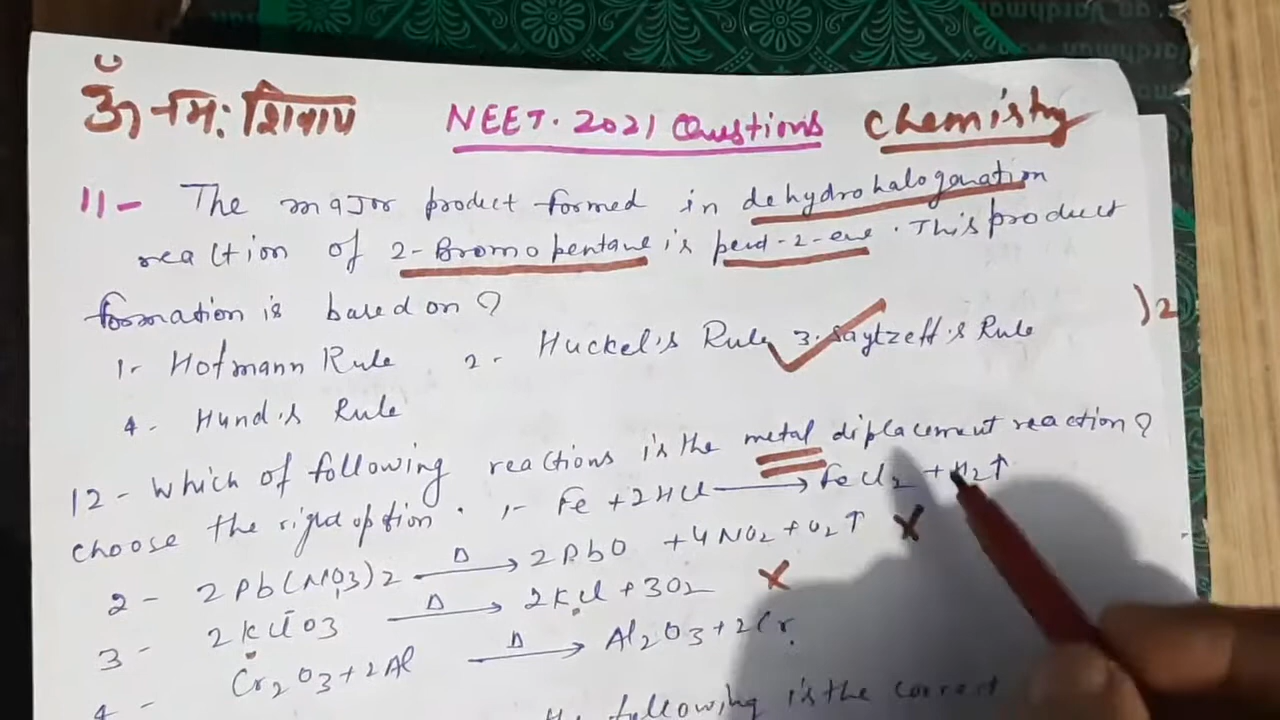 ॐ नमः शिवाय NEET. 2021 Questions Chemistry
11- The major product formed in dehydrohalogenation
reaction of 2-Bromopentane is pent-2-ene. This product
formation is based on?
1- Hofmann Rule 2- Huckel's Rule 3. Saytzeff's Rule
4- Hund's Rule
12- Which of following reactions is the metal diplacement reaction?
choose the right option. 1- Fe + 2HCl ⟶ FeCl2 + H2↑
2- 2Pb(NO3)2 —Δ→ 2PbO + 4NO2 + O2↑ ✗
3- 2KClO3 —Δ→ 2KCl + 3O2 ✗
4- Cr2O3 + 2Al —Δ→ Al2O3 + 2Cr.
following is the correct
)2